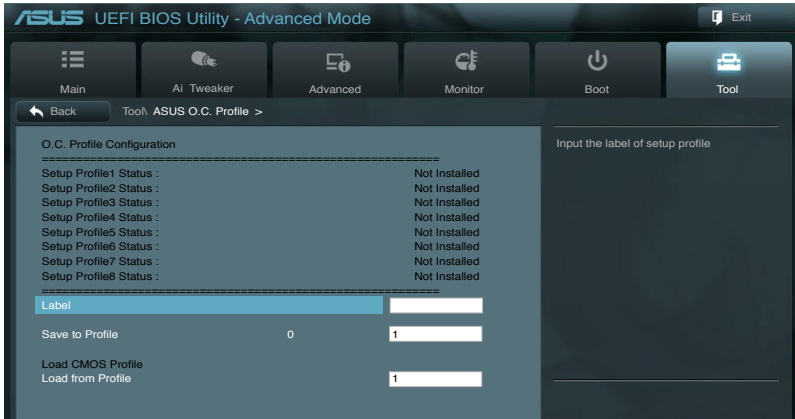 ASUS UEFI BIOS Utility - Advanced Mode
Exit
Main
Ai Tweaker
Advanced
Monitor
Boot
Tool
Back
Tool\ ASUS O.C. Profile >
O.C. Profile Configuration
Setup Profile1 Status : Not Installed
Setup Profile2 Status : Not Installed
Setup Profile3 Status : Not Installed
Setup Profile4 Status : Not Installed
Setup Profile5 Status : Not Installed
Setup Profile6 Status : Not Installed
Setup Profile7 Status : Not Installed
Setup Profile8 Status : Not Installed
Label
Save to Profile 0 1
Load CMOS Profile
Load from Profile 1
Input the label of setup profile